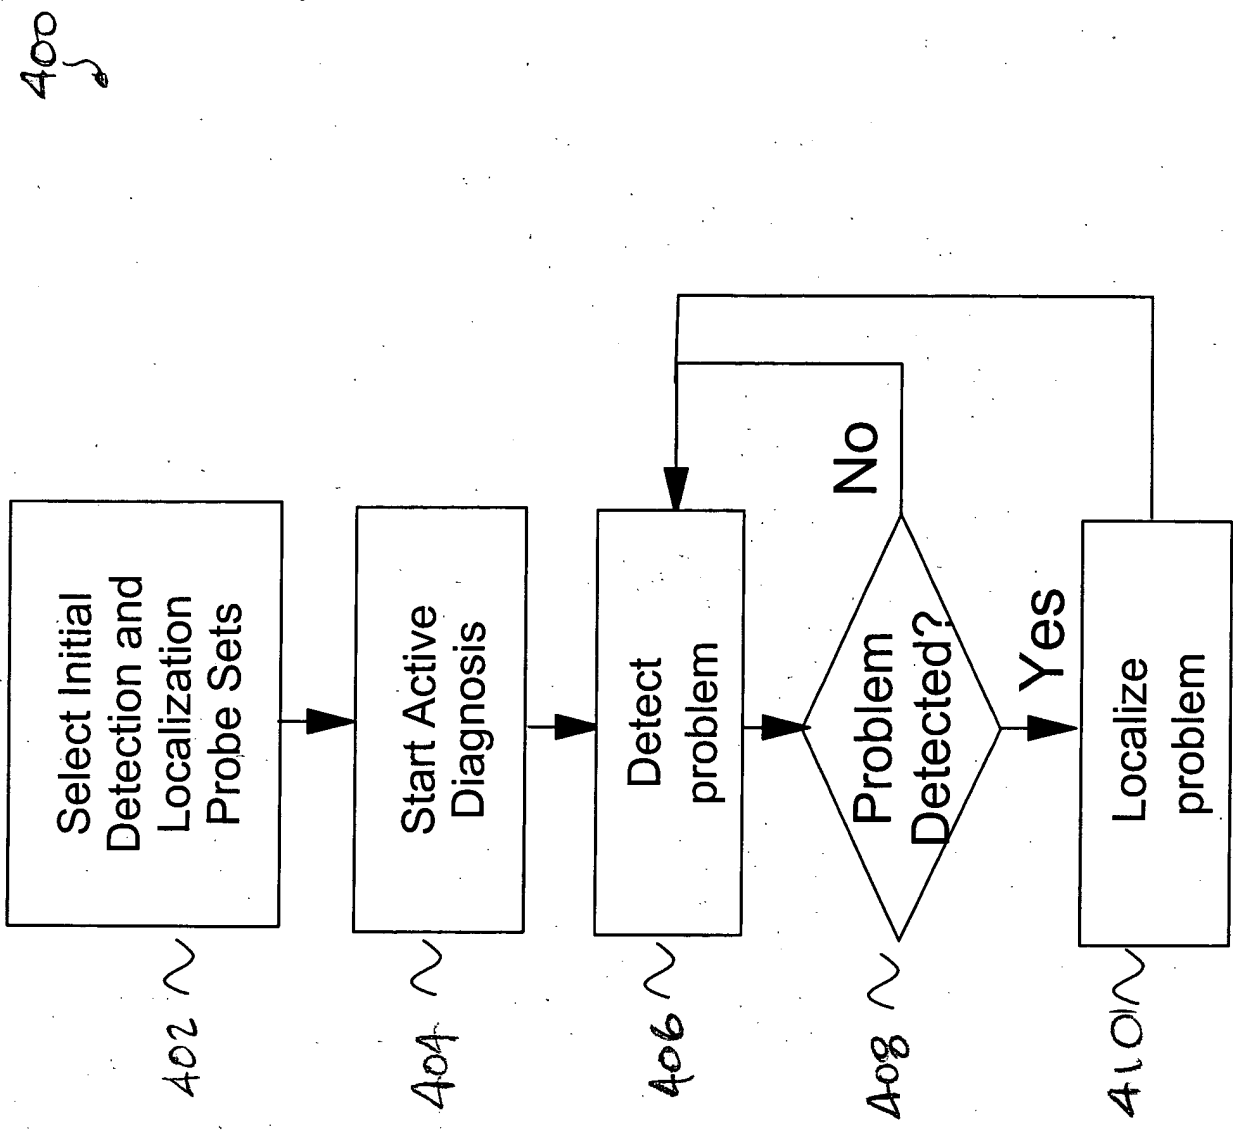 400
402
Select Initial
Detection and
Localization
Probe Sets
404
Start Active
Diagnosis
406
Detect
problem
408
Problem
Detected?
No
Yes
410
Localize
problem